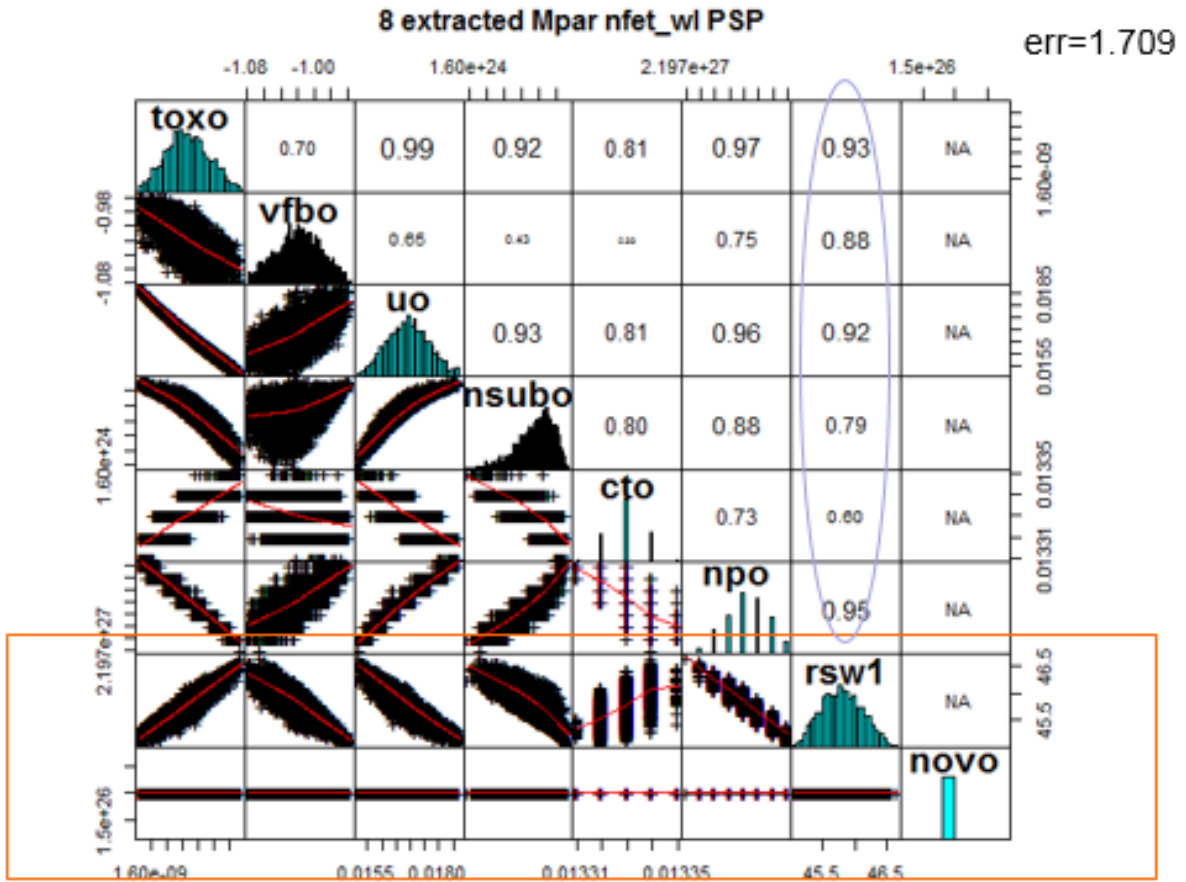 8 extracted Mpar nfet_wl PSP
err=1.709
-1.08 -1.00 1.60e+24 2.197e+27 1.5e+26
toxo 0.70 0.99 0.92 0.81 0.97 0.93 NA
1.60e-09
-0.98 -1.08
vfbo 0.65 0.43 0.75 0.88 NA
uo 0.93 0.81 0.96 0.92 NA
0.0155 0.0185
nsubo 0.80 0.88 0.79 NA
1.60e+24
cto 0.73 0.60 NA
0.01331 0.01335
npo 0.95 NA
2.197e+27
rsw1 NA
45.5 46.5
novo
1.5e+26
1.60e-09 0.0155 0.0180 0.01331 0.01335 45.5 46.5